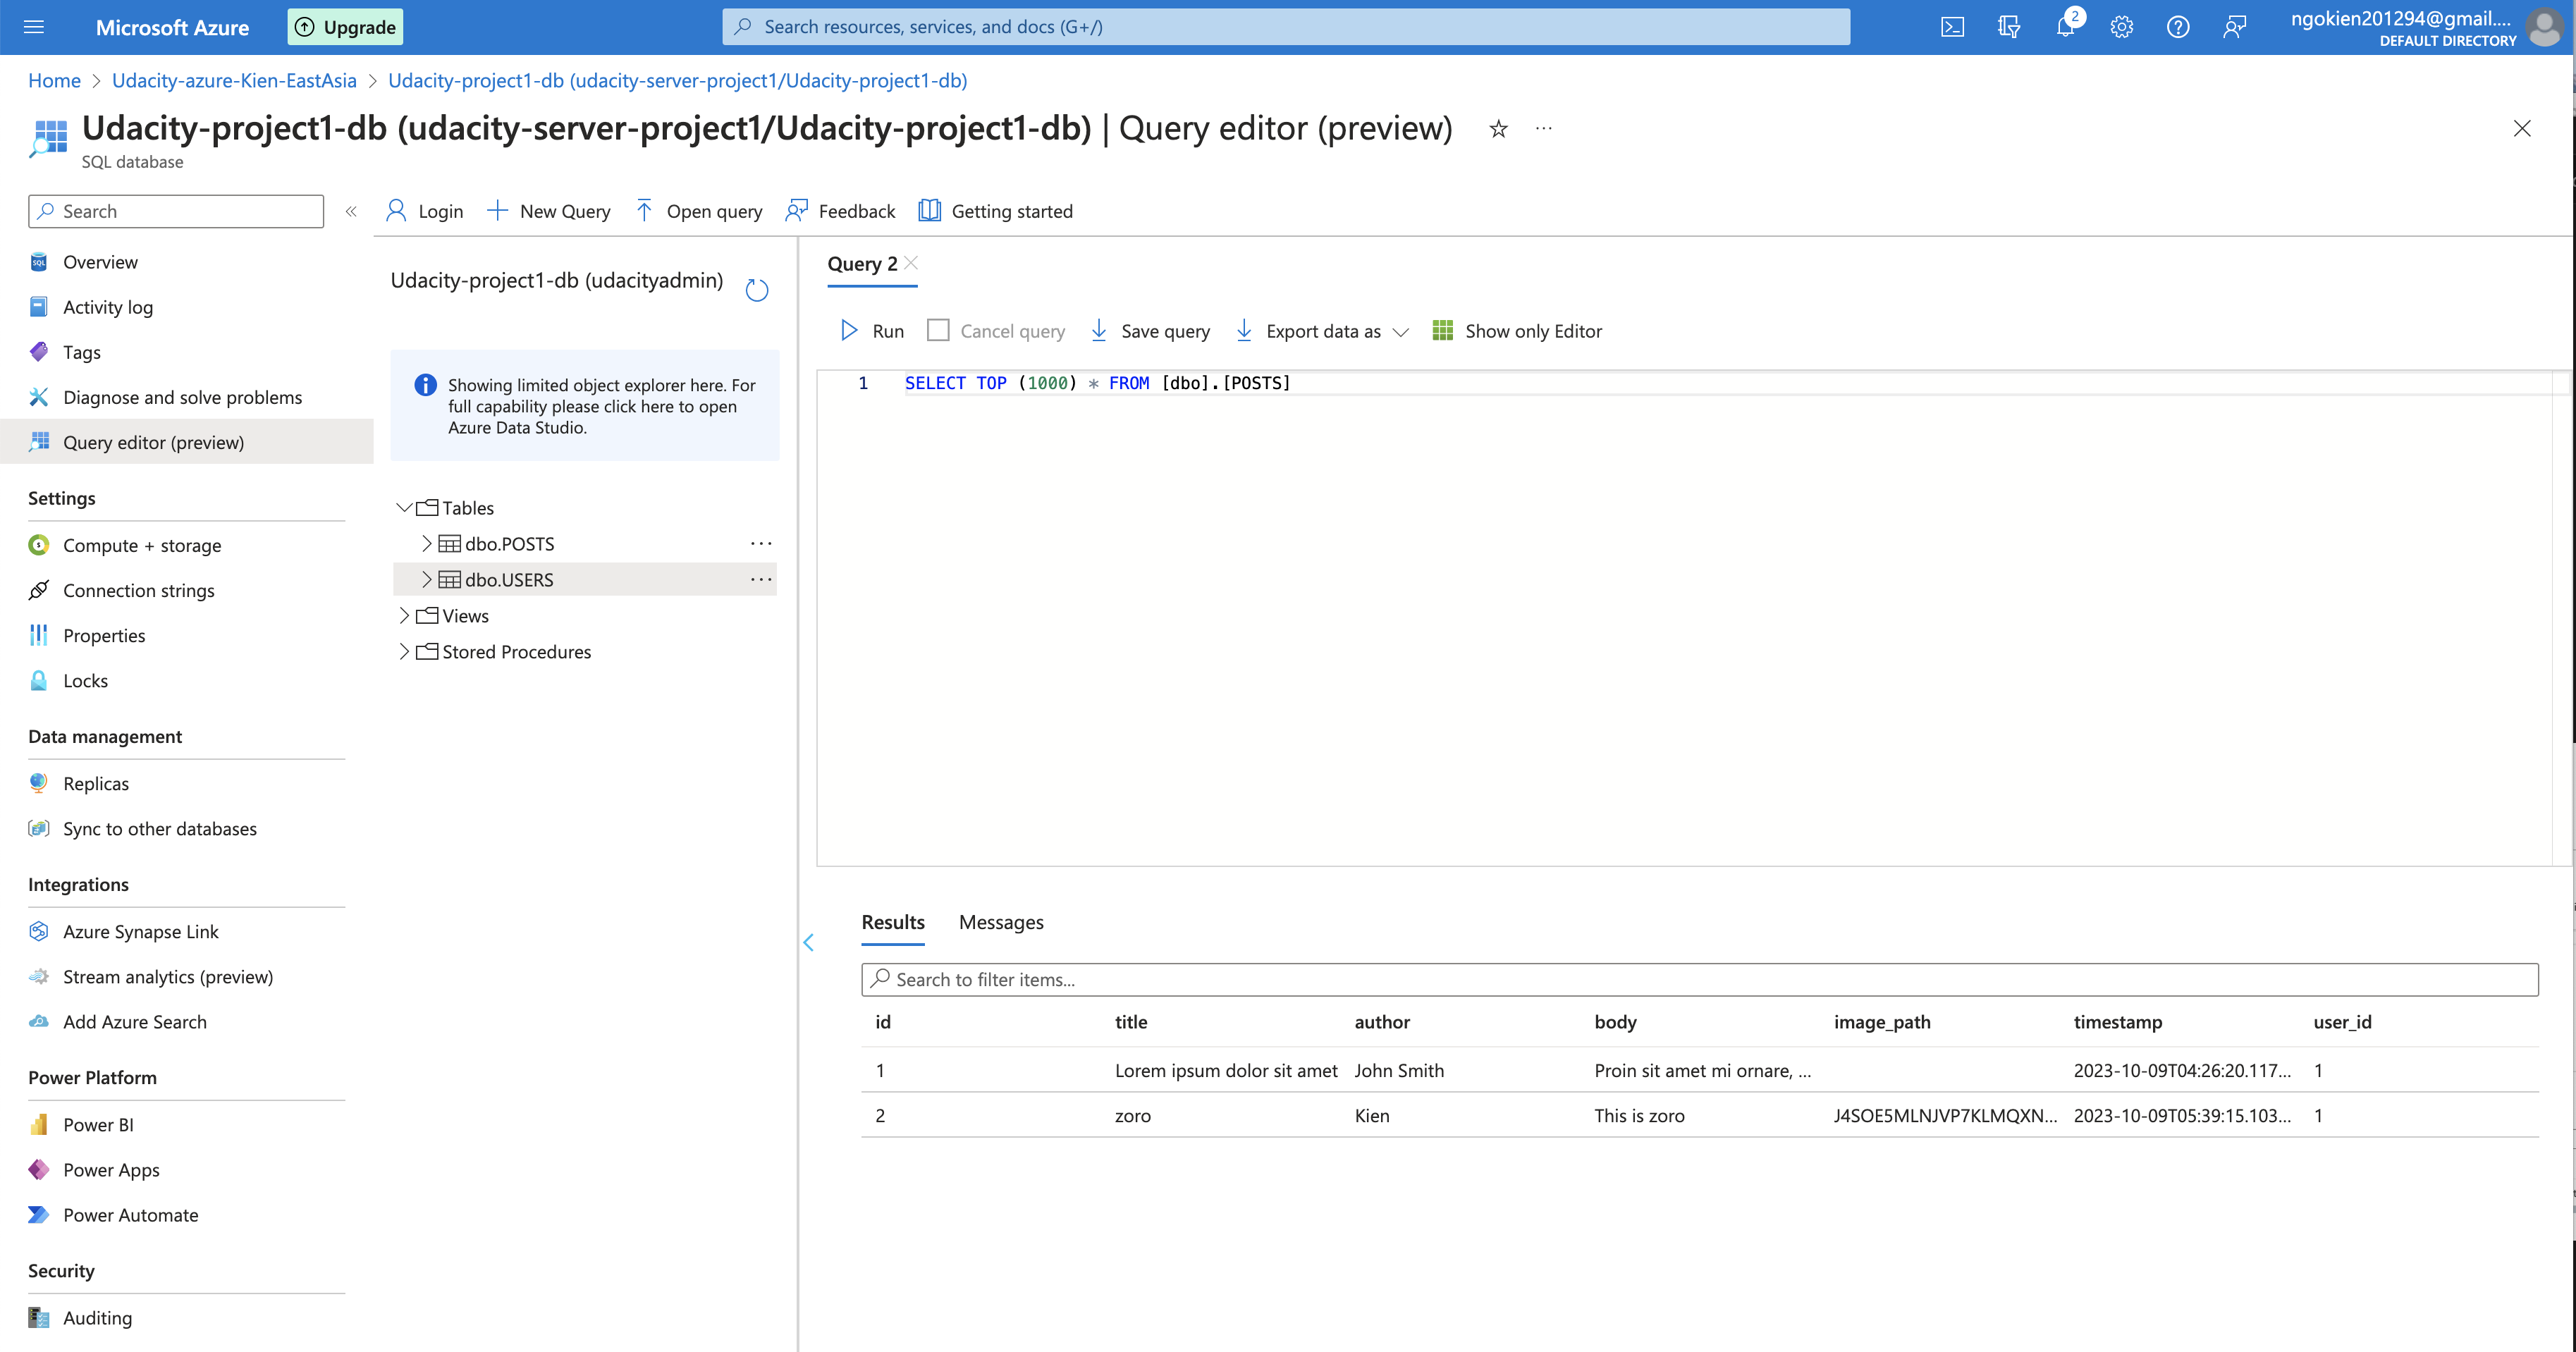 Microsoft Azure
Upgrade
Search resources, services, and docs (G+/)
2
ngokien201294@gmail....
DEFAULT DIRECTORY
Home > Udacity-azure-Kien-EastAsia > Udacity-project1-db (udacity-server-project1/Udacity-project1-db)
Udacity-project1-db (udacity-server-project1/Udacity-project1-db) | Query editor (preview)
SQL database
Search
Login
New Query
Open query
Feedback
Getting started
Overview
Activity log
Tags
Diagnose and solve problems
Query editor (preview)
Settings
Compute + storage
Connection strings
Properties
Locks
Data management
Replicas
Sync to other databases
Integrations
Azure Synapse Link
Stream analytics (preview)
Add Azure Search
Power Platform
Power BI
Power Apps
Power Automate
Security
Auditing
Udacity-project1-db (udacityadmin)
Showing limited object explorer here. For
full capability please click here to open
Azure Data Studio.
Tables
dbo.POSTS
dbo.USERS
Views
Stored Procedures
Query 2
Run
Cancel query
Save query
Export data as
Show only Editor
1 SELECT TOP (1000) * FROM [dbo].[POSTS]
Results Messages
Search to filter items...
id title author body image_path timestamp user_id
1 Lorem ipsum dolor sit amet John Smith Proin sit amet mi ornare, ... 2023-10-09T04:26:20.117... 1
2 zoro Kien This is zoro J4SOE5MLNJVP7KLMQXN... 2023-10-09T05:39:15.103... 1